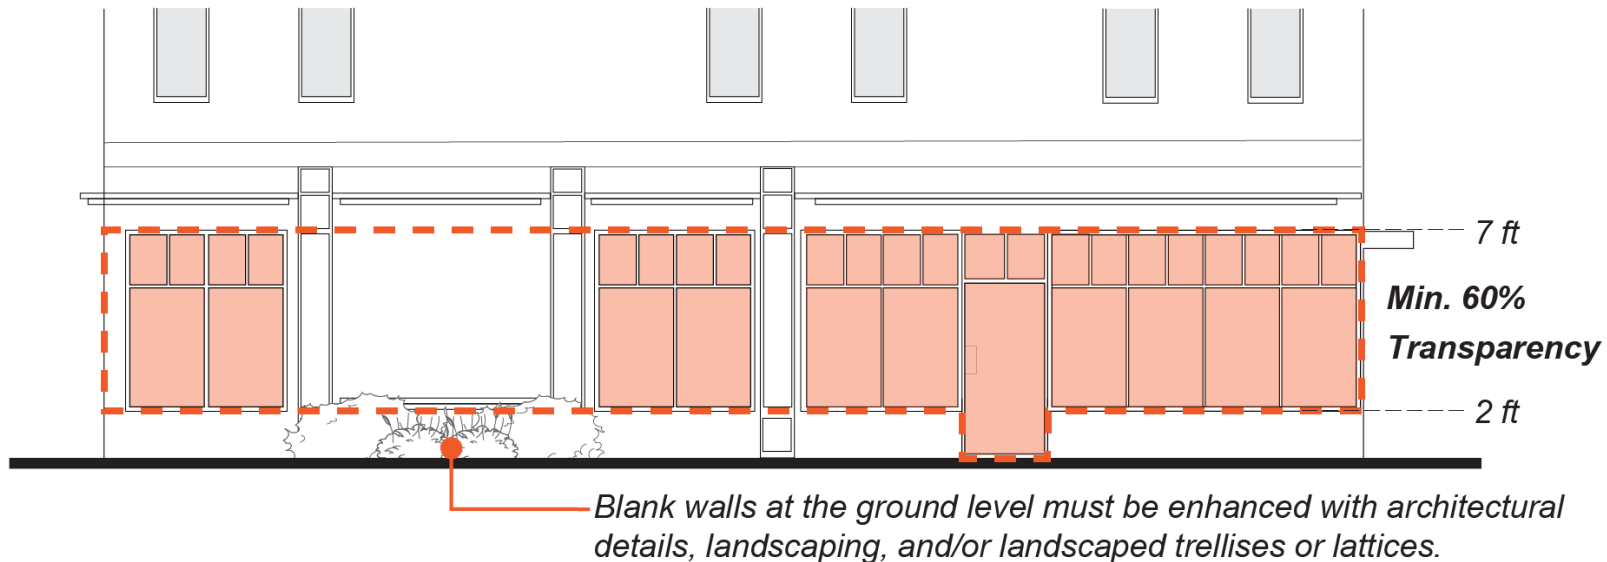 7 ft
Min. 60%
Transparency
2 ft
Blank walls at the ground level must be enhanced with architectural
details, landscaping, and/or landscaped trellises or lattices.